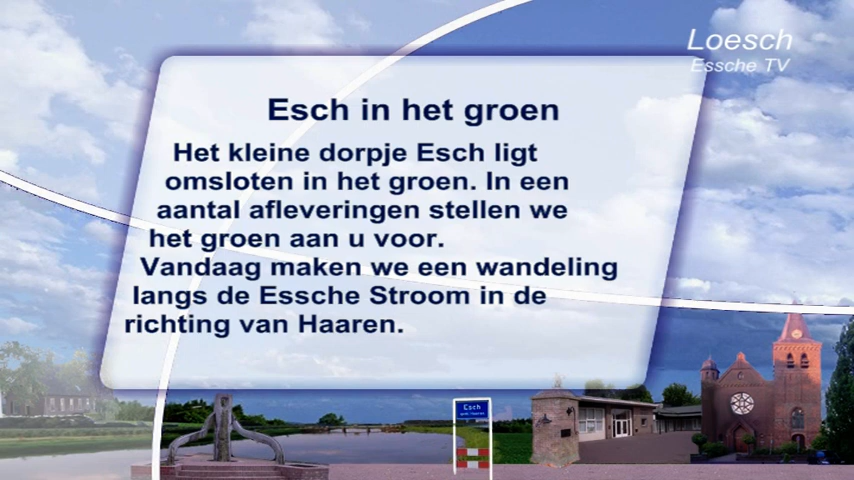 Loesch
Essche TV
Esch in het groen
Het kleine dorpje Esch ligt
omsloten in het groen. In een
aantal afleveringen stellen we
het groen aan u voor.
Vandaag maken we een wandeling
langs de Essche Stroom in de
richting van Haaren.
Esch